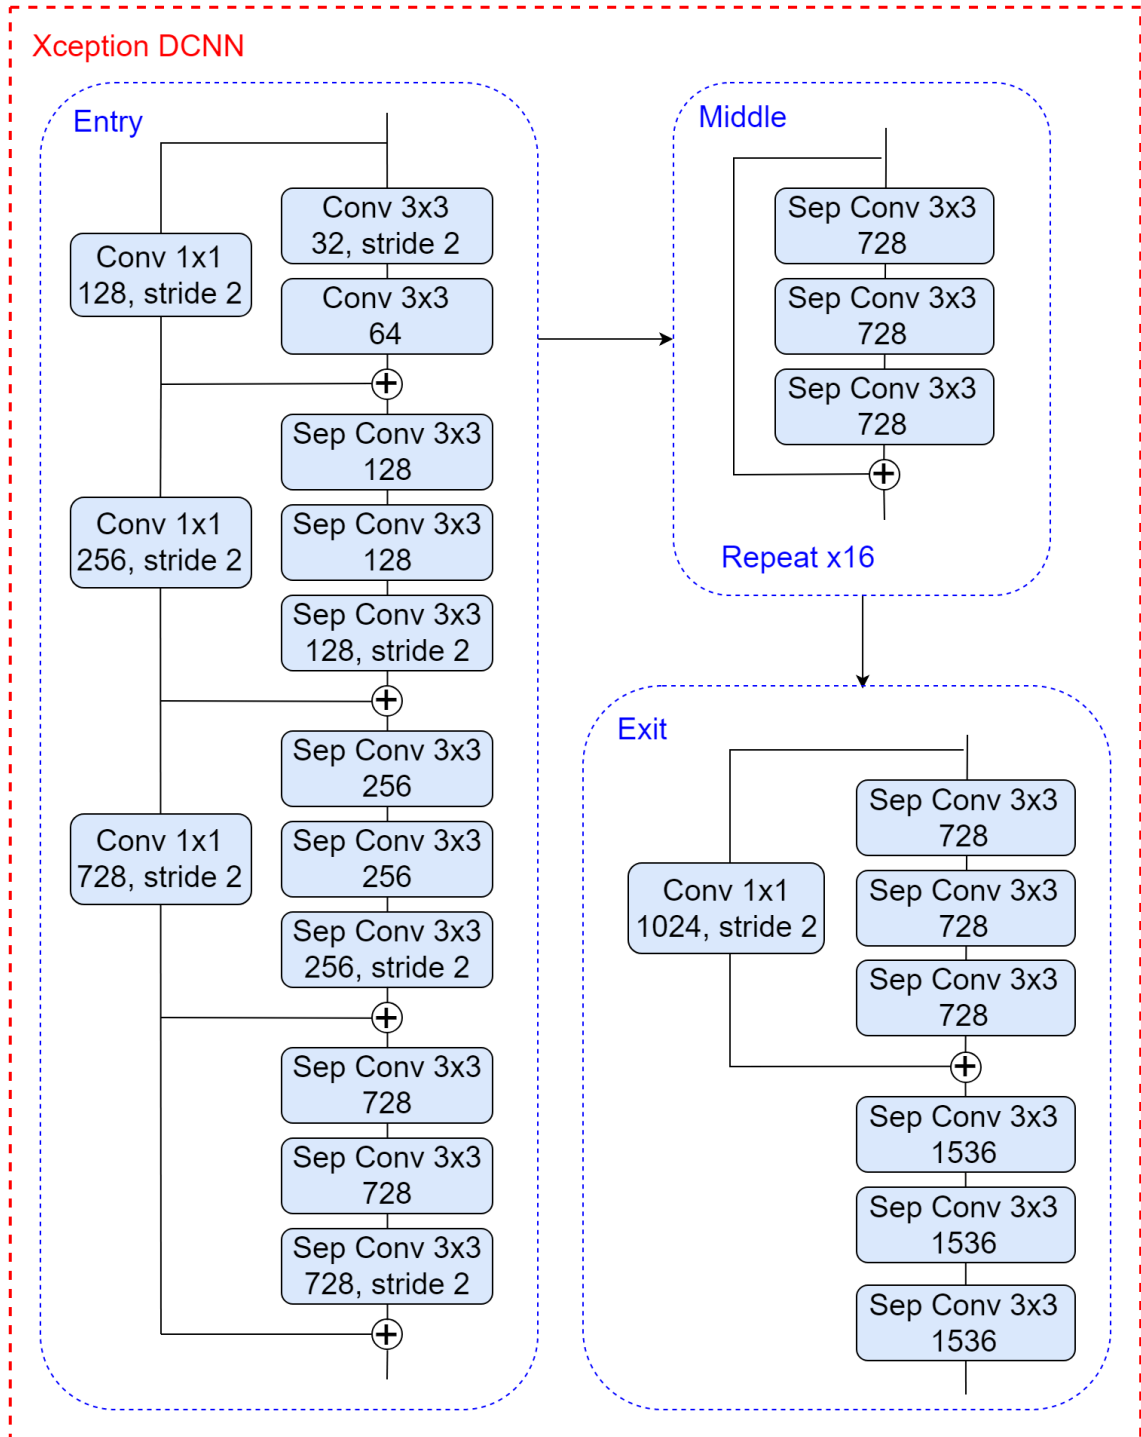 Xception DCNN
Entry
Conv 3x3
32, stride 2
Conv 1x1
128, stride 2
Conv 3x3
64
Sep Conv 3x3
128
Conv 1x1
256, stride 2
Sep Conv 3x3
128
Sep Conv 3x3
128, stride 2
Sep Conv 3x3
256
Conv 1x1
728, stride 2
Sep Conv 3x3
256
Sep Conv 3x3
256, stride 2
Sep Conv 3x3
728
Sep Conv 3x3
728
Sep Conv 3x3
728, stride 2
Middle
Sep Conv 3x3
728
Sep Conv 3x3
728
Sep Conv 3x3
728
Repeat x16
Exit
Sep Conv 3x3
728
Conv 1x1
1024, stride 2
Sep Conv 3x3
728
Sep Conv 3x3
728
Sep Conv 3x3
1536
Sep Conv 3x3
1536
Sep Conv 3x3
1536